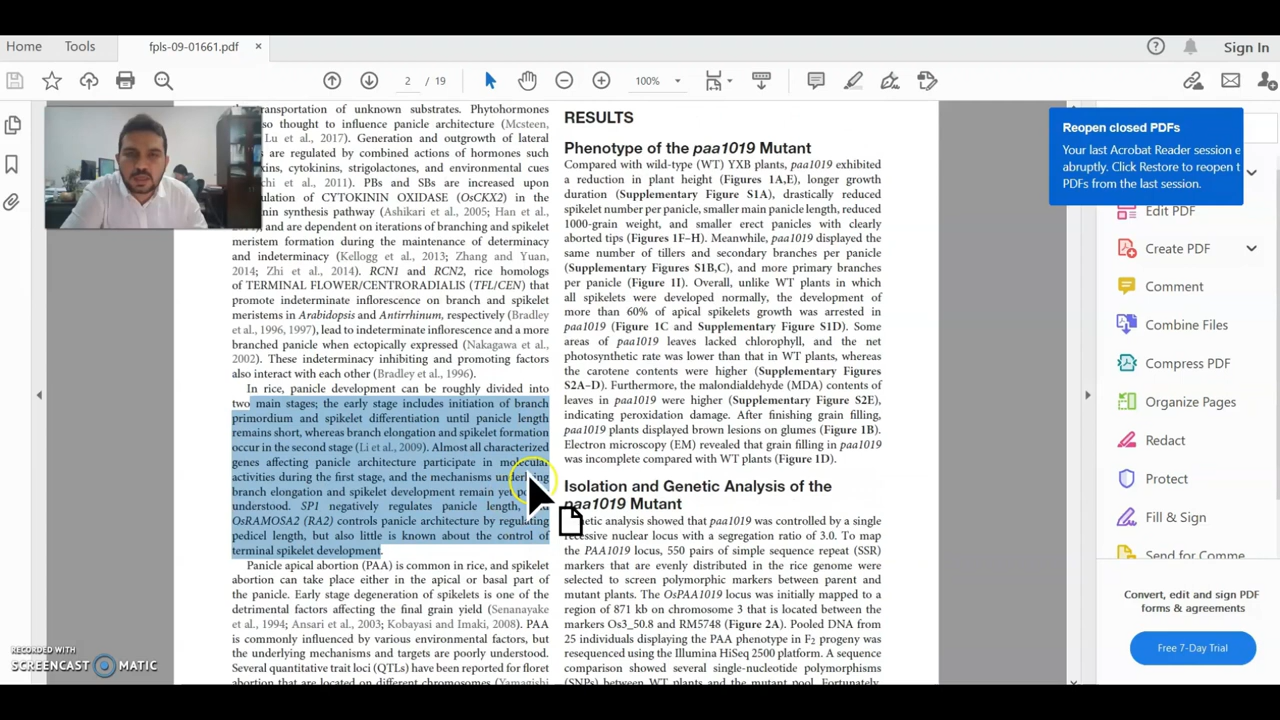 Home Tools fpls-09-01661.pdf × Sign In
2 / 19 100%
transportation of unknown substrates. Phytohormones
so thought to influence panicle architecture (Mcsteen,
Lu et al., 2017). Generation and outgrowth of lateral
are regulated by combined actions of hormones such
xins, cytokinins, strigolactones, and environmental cues
chi et al., 2011). PBs and SBs are increased upon
ulation of CYTOKININ OXIDASE (OsCKX2) in the
nin synthesis pathway (Ashikari et al., 2005; Han et al.,
and are dependent on iterations of branching and spikelet
meristem formation during the maintenance of determinacy
and indeterminacy (Kellogg et al., 2013; Zhang and Yuan,
2014; Zhi et al., 2014). RCN1 and RCN2, rice homologs
of TERMINAL FLOWER/CENTRORADIALIS (TFL/CEN) that
promote indeterminate inflorescence on branch and spikelet
meristems in Arabidopsis and Antirrhinum, respectively (Bradley
et al., 1996, 1997), lead to indeterminate inflorescence and a more
branched panicle when ectopically expressed (Nakagawa et al.,
2002). These indeterminacy inhibiting and promoting factors
also interact with each other (Bradley et al., 1996).
In rice, panicle development can be roughly divided into
two main stages; the early stage includes initiation of branch
primordium and spikelet differentiation until panicle length
remains short, whereas branch elongation and spikelet formation
occur in the second stage (Li et al., 2009). Almost all characterized
genes affecting panicle architecture participate in molecular
activities during the first stage, and the mechanisms underlying
branch elongation and spikelet development remain yet
understood. SP1 negatively regulates panicle length,
OsRAMOSA2 (RA2) controls panicle architecture by regulating
pedicel length, but also little is known about the control of
terminal spikelet development.
Panicle apical abortion (PAA) is common in rice, and spikelet
abortion can take place either in the apical or basal part of
the panicle. Early stage degeneration of spikelets is one of the
detrimental factors affecting the final grain yield (Senanayake
et al., 1994; Ansari et al., 2003; Kobayasi and Imaki, 2008). PAA
is commonly influenced by various environmental factors, but
the underlying mechanisms and targets are poorly understood.
Several quantitative trait loci (QTLs) have been reported for floret
abortion that are located on different chromosomes (Yamagishi
RESULTS
Phenotype of the paa1019 Mutant
Compared with wild-type (WT) YXB plants, paa1019 exhibited
a reduction in plant height (Figures 1A,E), longer growth
duration (Supplementary Figure S1A), drastically reduced
spikelet number per panicle, smaller main panicle length, reduced
1000-grain weight, and smaller erect panicles with clearly
aborted tips (Figures 1F–H). Meanwhile, paa1019 displayed the
same number of tillers and secondary branches per panicle
(Supplementary Figures S1B,C), and more primary branches
per panicle (Figure 1I). Overall, unlike WT plants in which
all spikelets were developed normally, the development of
more than 60% of apical spikelets growth was arrested in
paa1019 (Figure 1C and Supplementary Figure S1D). Some
areas of paa1019 leaves lacked chlorophyll, and the net
photosynthetic rate was lower than that in WT plants, whereas
the carotene contents were higher (Supplementary Figures
S2A–D). Furthermore, the malondialdehyde (MDA) contents of
leaves in paa1019 were higher (Supplementary Figure S2E),
indicating peroxidation damage. After finishing grain filling,
paa1019 plants displayed brown lesions on glumes (Figure 1B).
Electron microscopy (EM) revealed that grain filling in paa1019
was incomplete compared with WT plants (Figure 1D).
Isolation and Genetic Analysis of the
paa1019 Mutant
netic analysis showed that paa1019 was controlled by a single
recessive nuclear locus with a segregation ratio of 3.0. To map
the PAA1019 locus, 550 pairs of simple sequence repeat (SSR)
markers that are evenly distributed in the rice genome were
selected to screen polymorphic markers between parent and
mutant plants. The OsPAA1019 locus was initially mapped to a
region of 871 kb on chromosome 3 that is located between the
markers Os3_50.8 and RM5748 (Figure 2A). Pooled DNA from
25 individuals displaying the PAA phenotype in F2 progeny was
resequenced using the Illumina HiSeq 2500 platform. A sequence
comparison showed several single-nucleotide polymorphisms
(SNPs) between WT plants and the mutant pool. Fortunately,
Reopen closed PDFs
Your last Acrobat Reader session e
abruptly. Click Restore to reopen t
PDFs from the last session.
Edit PDF
Create PDF
Comment
Combine Files
Compress PDF
Organize Pages
Redact
Protect
Fill & Sign
Send for Comme
Convert, edit and sign PDF
forms & agreements
Free 7-Day Trial
RECORDED WITH
SCREENCAST MATIC